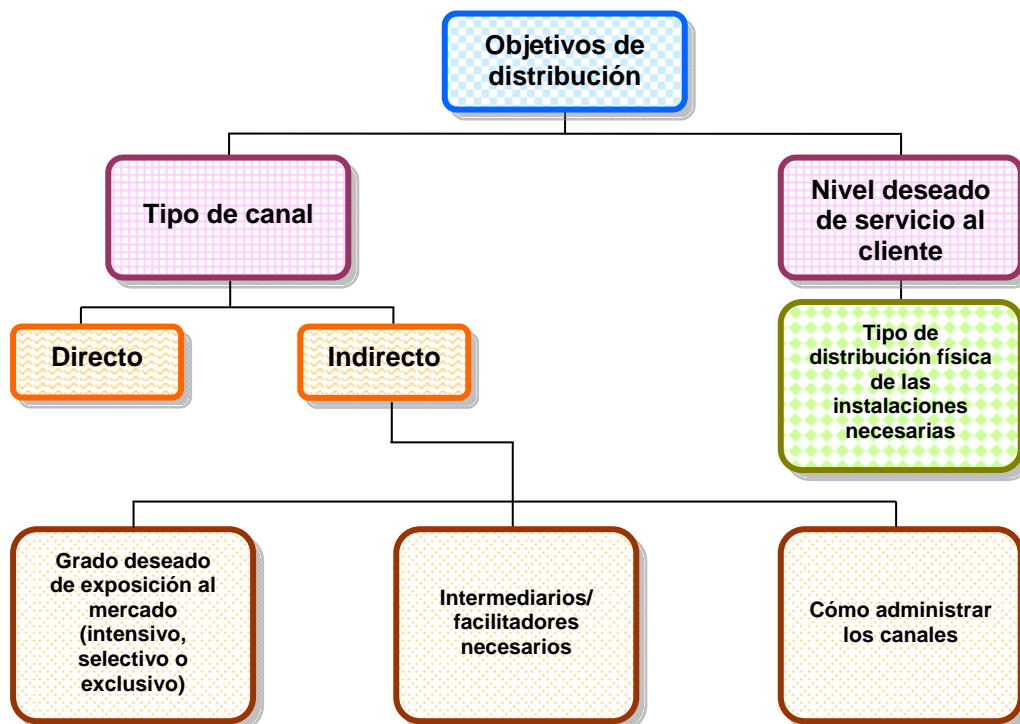 Objetivos de
distribución
Tipo de canal
Nivel deseado
de servicio al
cliente
Directo
Indirecto
Tipo de
distribución física
de las
instalaciones
necesarias
Grado deseado
de exposición al
mercado
(intensivo,
selectivo o
exclusivo)
Intermediarios/
facilitadores
necesarios
Cómo administrar
los canales